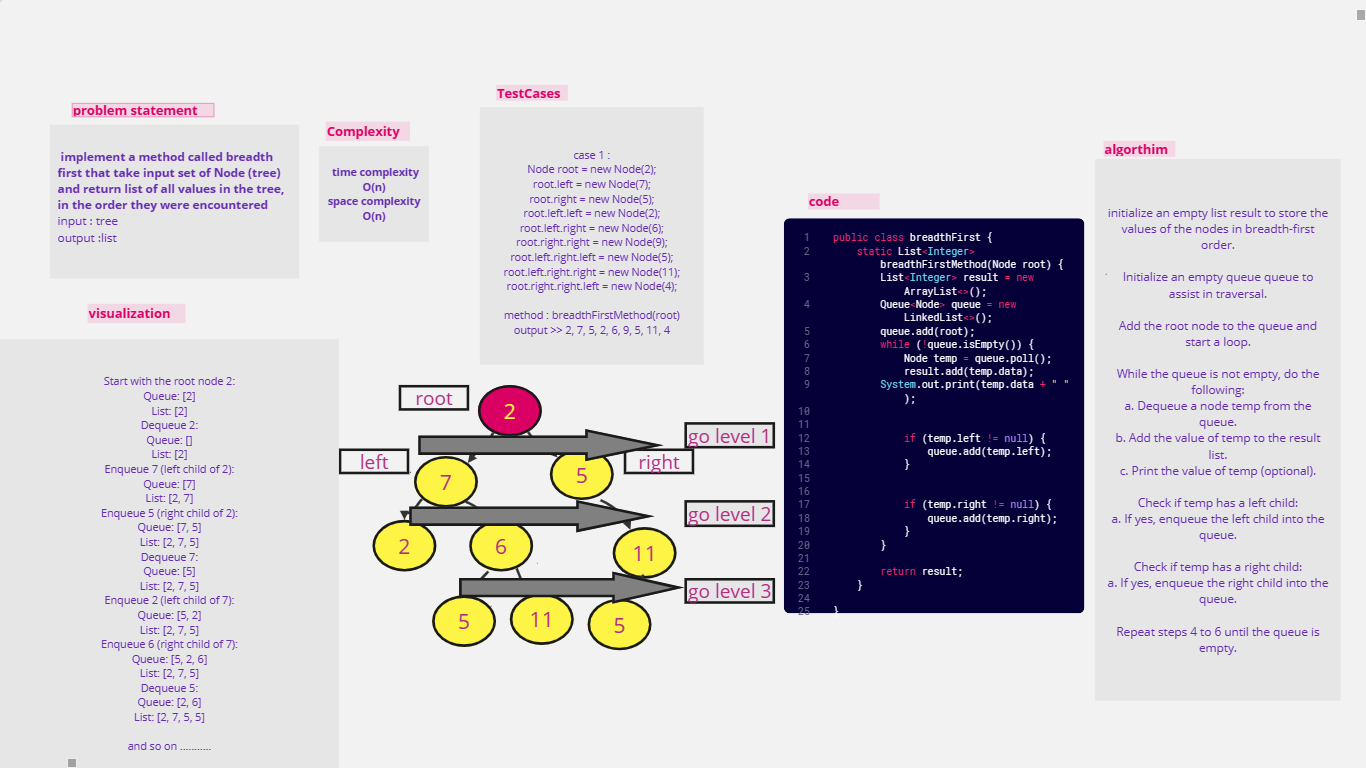 problem statement
implement a method called breadth
first that take input set of Node (tree)
and return list of all values in the tree,
in the order they were encountered
input : tree
output :list
Complexity
time complexity
O(n)
space complexity
O(n)
TestCases
case 1 :
Node root = new Node(2);
root.left = new Node(7);
root.right = new Node(5);
root.left.left = new Node(2);
root.left.right = new Node(6);
root.right.right = new Node(9);
root.left.right.left = new Node(5);
root.left.right.right = new Node(11);
root.right.right.left = new Node(4);
method : breadthFirstMethod(root)
output >> 2, 7, 5, 2, 6, 9, 5, 11, 4
visualization
Start with the root node 2:
Queue: [2]
List: [2]
Dequeue 2:
Queue: []
List: [2]
Enqueue 7 (left child of 2):
Queue: [7]
List: [2, 7]
Enqueue 5 (right child of 2):
Queue: [7, 5]
List: [2, 7, 5]
Dequeue 7:
Queue: [5]
List: [2, 7, 5]
Enqueue 2 (left child of 7):
Queue: [5, 2]
List: [2, 7, 5]
Enqueue 6 (right child of 7):
Queue: [5, 2, 6]
List: [2, 7, 5]
Dequeue 5:
Queue: [2, 6]
List: [2, 7, 5, 5]
and so on ...........
root
2
go level 1
left
right
7
5
go level 2
2
6
11
go level 3
5
11
5
code
1 public class breadthFirst {
2 static List<Integer>
breadthFirstMethod(Node root) {
3 List<Integer> result = new
ArrayList<>();
4 Queue<Node> queue = new
LinkedList<>();
5 queue.add(root);
6 while (!queue.isEmpty()) {
7 Node temp = queue.poll();
8 result.add(temp.data);
9 System.out.print(temp.data + " "
);
10
11
12 if (temp.left != null) {
13 queue.add(temp.left);
14 }
15
16
17 if (temp.right != null) {
18 queue.add(temp.right);
19 }
20 }
21
22 return result;
23 }
24
25 }
algorthim
initialize an empty list result to store the
values of the nodes in breadth-first
order.
Initialize an empty queue queue to
assist in traversal.
Add the root node to the queue and
start a loop.
While the queue is not empty, do the
following:
a. Dequeue a node temp from the
queue.
b. Add the value of temp to the result
list.
c. Print the value of temp (optional).
Check if temp has a left child:
a. If yes, enqueue the left child into the
queue.
Check if temp has a right child:
a. If yes, enqueue the right child into the
queue.
Repeat steps 4 to 6 until the queue is
empty.